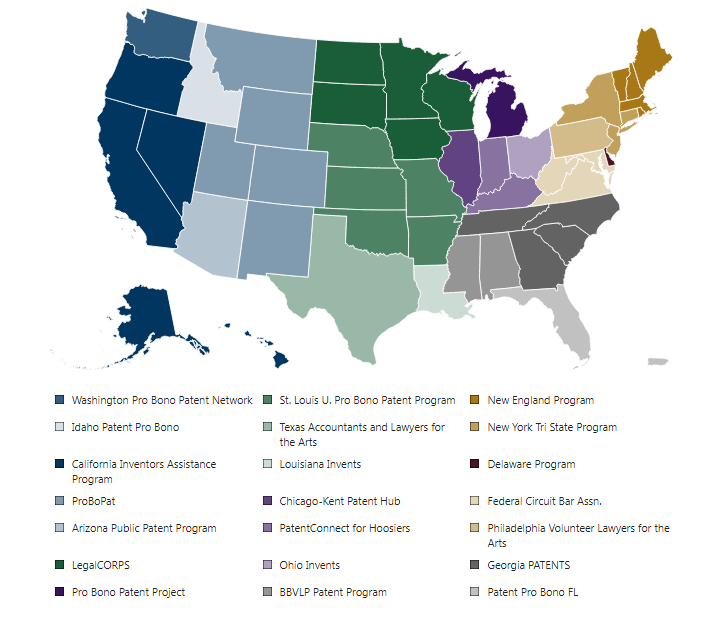 Washington Pro Bono Patent Network
St. Louis U. Pro Bono Patent Program
New England Program
Idaho Patent Pro Bono
Texas Accountants and Lawyers for
the Arts
New York Tri State Program
California Inventors Assistance
Program
Louisiana Invents
Delaware Program
ProBoPat
Chicago-Kent Patent Hub
Federal Circuit Bar Assn.
Arizona Public Patent Program
PatentConnect for Hoosiers
Philadelphia Volunteer Lawyers for the
Arts
LegalCORPS
Ohio Invents
Georgia PATENTS
Pro Bono Patent Project
BBVLP Patent Program
Patent Pro Bono FL